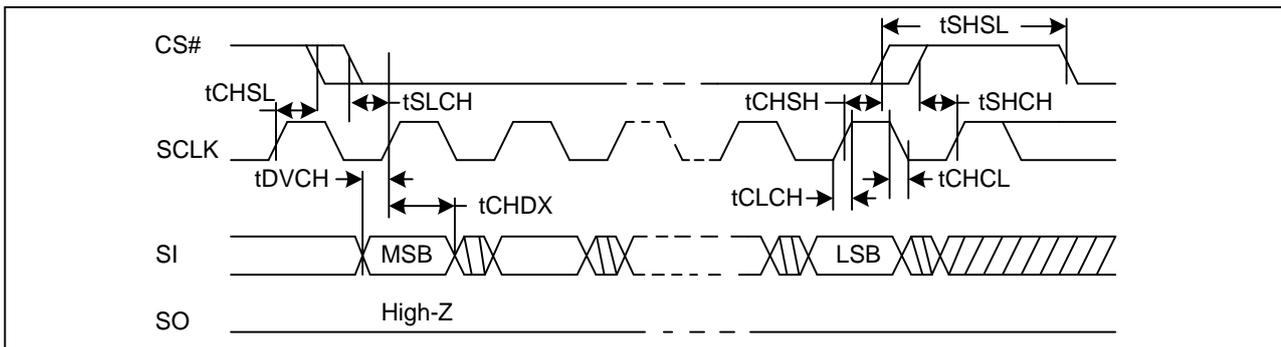 tSHSL
CS#
tCHSL
tSLCH
tCHSH
tSHCH
SCLK
tDVCH
tCHDX
tCLCH
tCHCL
SI
MSB
LSB
SO
High-Z